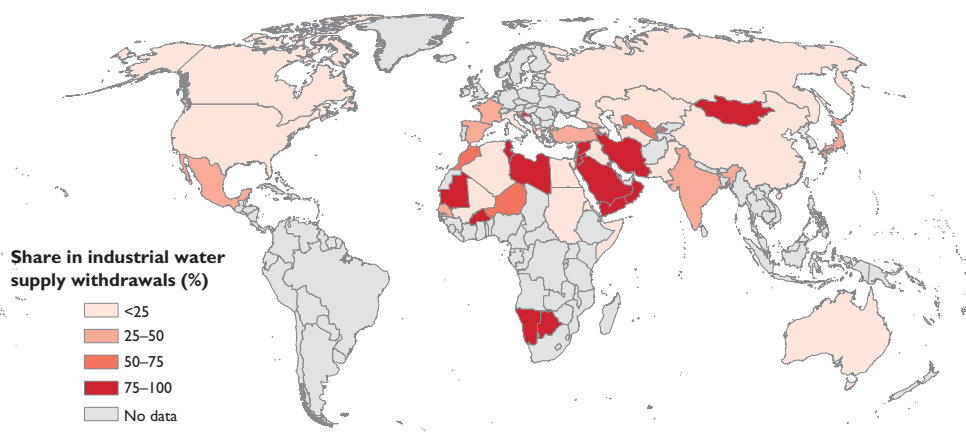 Share in industrial water
supply withdrawals (%)
<25
25–50
50–75
75–100
No data